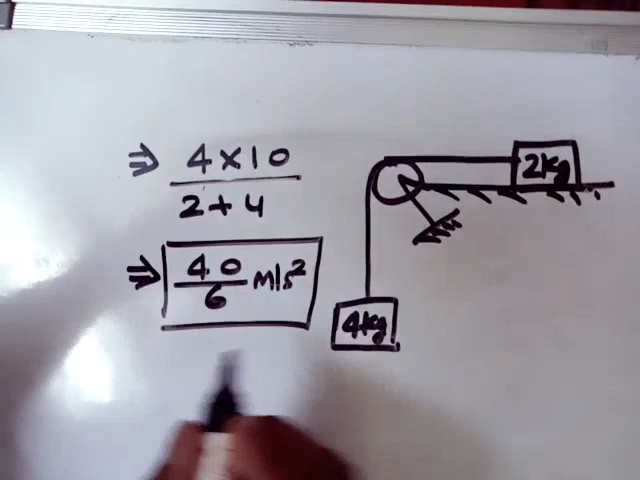 ⇒ 4×10
2+4
⇒ 40/6 m/s²
2kg
4kg